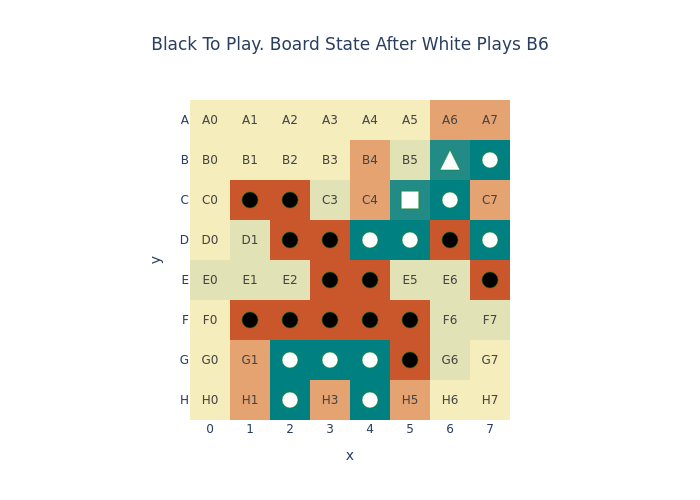 Black To Play. Board State After White Plays B6
A A0 A1 A2 A3 A4 A5 A6 A7
B B0 B1 B2 B3 B4 B5
C C0 C3 C4 C7
D D0 D1
E E0 E1 E2 E5 E6
F F0 F6 F7
G G0 G1 G6 G7
H H0 H1 H3 H5 H6 H7
0 1 2 3 4 5 6 7
x
y